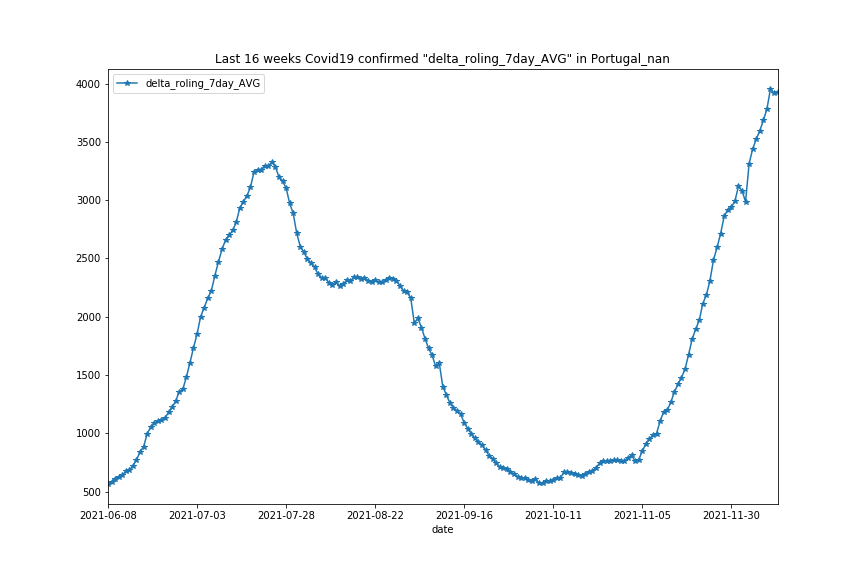 Last 16 weeks Covid19 confirmed "delta_roling_7day_AVG" in Portugal_nan
delta_roling_7day_AVG
4000
3500
3000
2500
2000
1500
1000
500
2021-06-08 2021-07-03 2021-07-28 2021-08-22 2021-09-16 2021-10-11 2021-11-05 2021-11-30
date